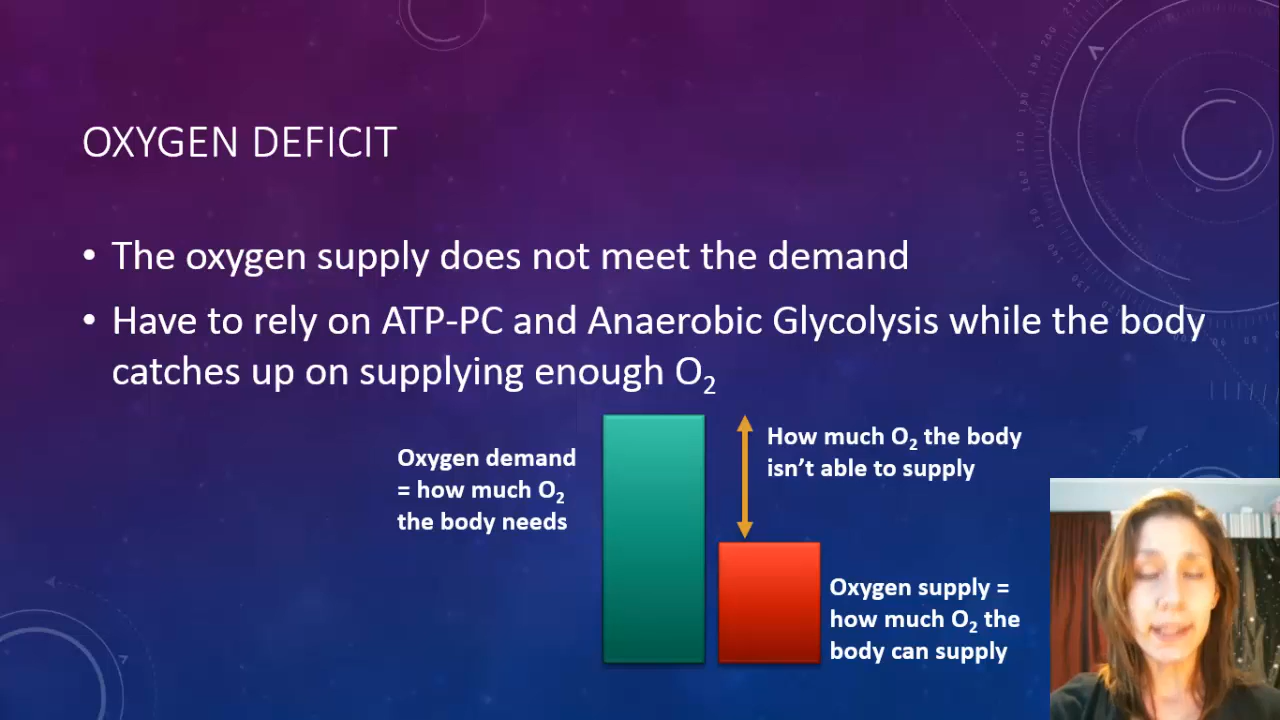 OXYGEN DEFICIT
• The oxygen supply does not meet the demand
• Have to rely on ATP-PC and Anaerobic Glycolysis while the body
catches up on supplying enough O₂
Oxygen demand
= how much O₂
the body needs
How much O₂ the body
isn’t able to supply
Oxygen supply =
how much O₂ the
body can supply